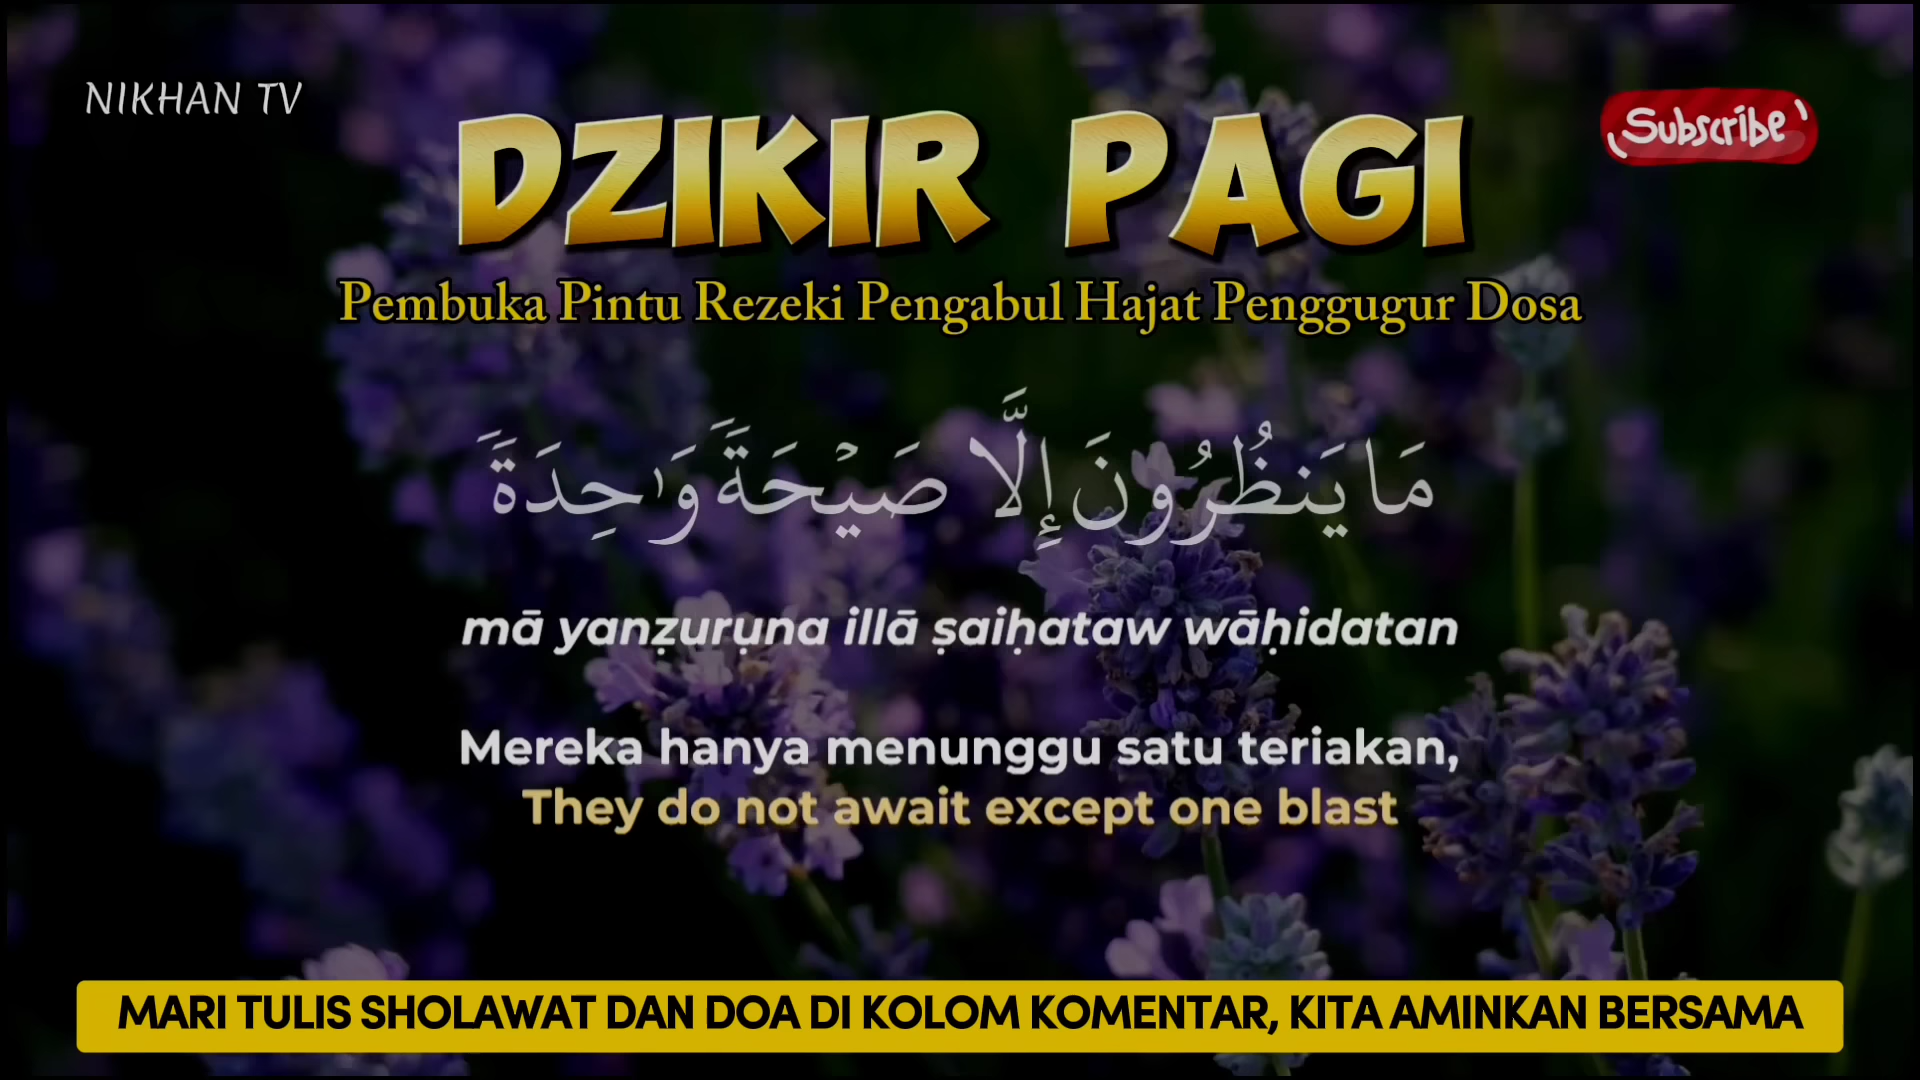 NIKHAN TV
Subscribe
DZIKIR PAGI
Pembuka Pintu Rezeki Pengabul Hajat Penggugur Dosa
مَا يَنظُرُونَ إِلَّا صَيْحَةً وَٰحِدَةً
mā yanẓurụna illā ṣaiḥataw wāḥidatan
Mereka hanya menunggu satu teriakan,
They do not await except one blast
MARI TULIS SHOLAWAT DAN DOA DI KOLOM KOMENTAR, KITA AMINKAN BERSAMA